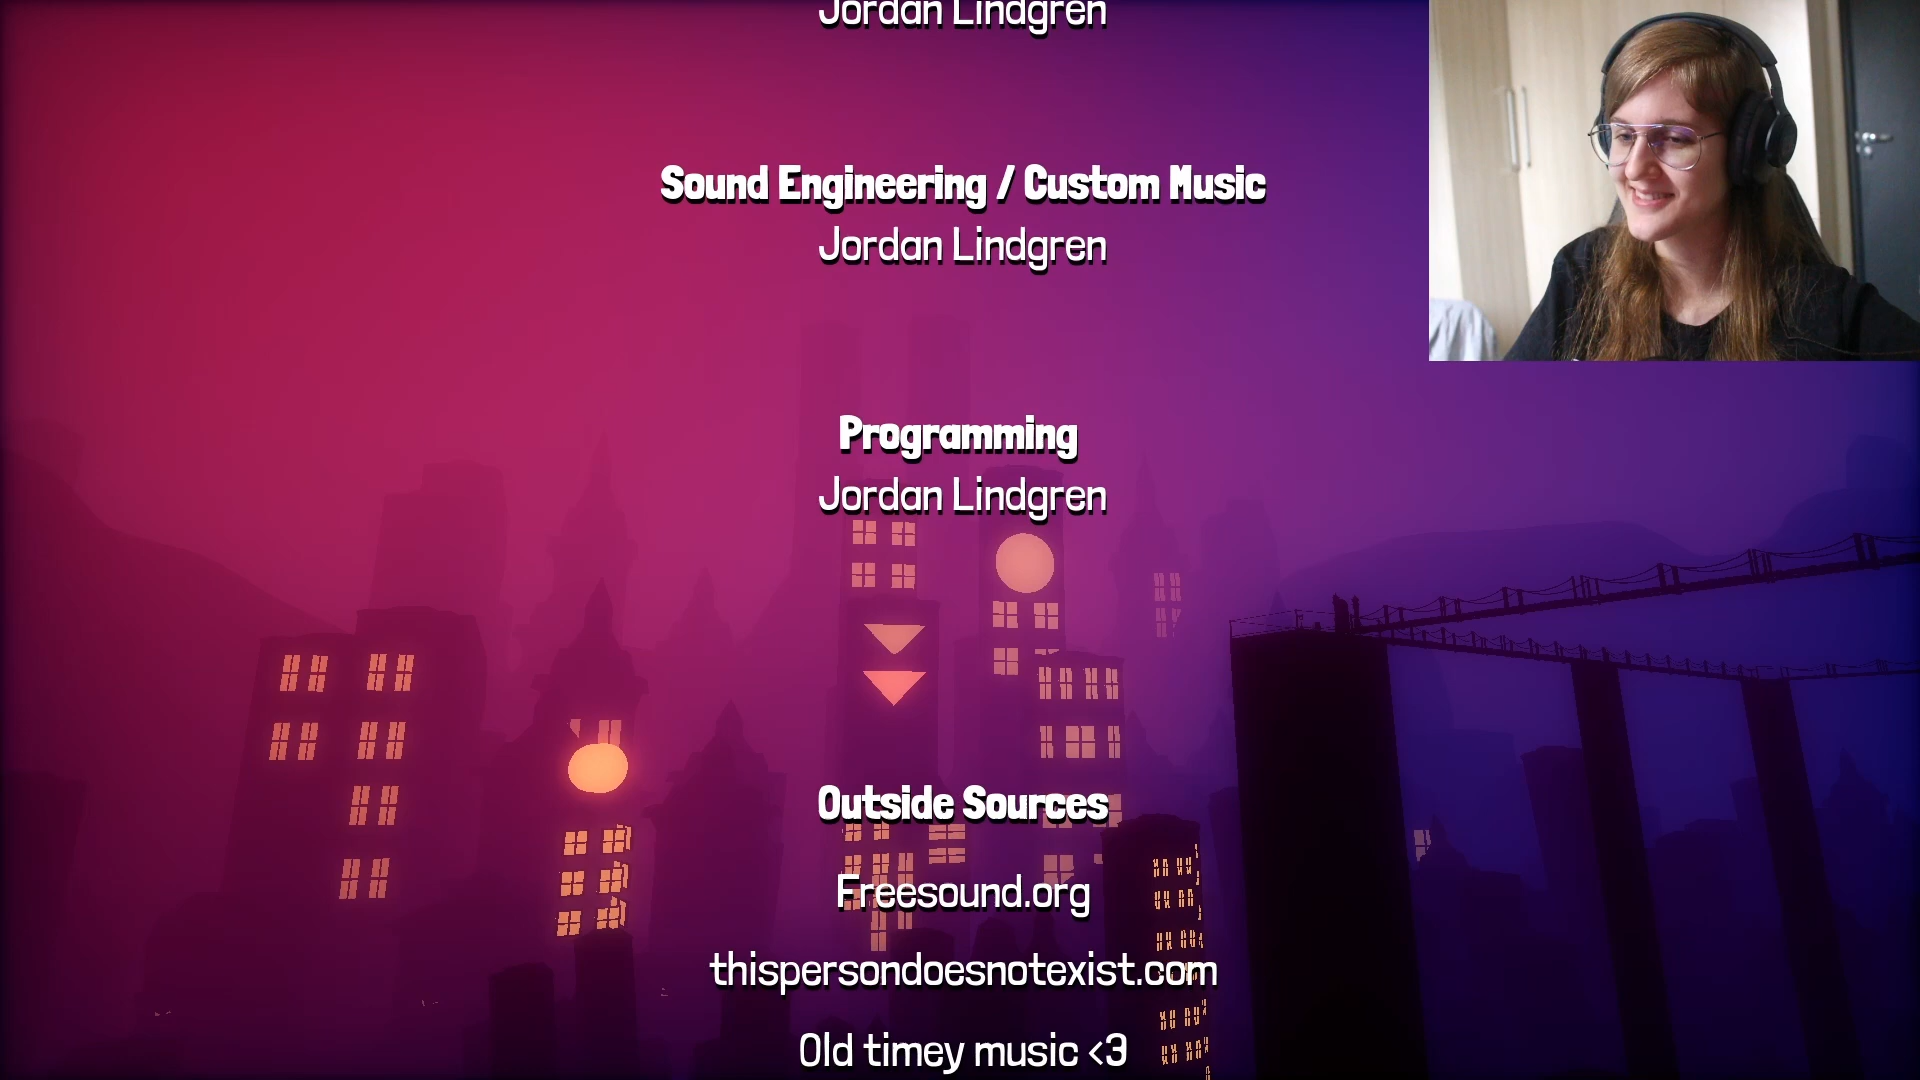 Jordan Lindgren
Sound Engineering / Custom Music
Jordan Lindgren
Programming
Jordan Lindgren
Outside Sources
Freesound.org
thispersondoesnotexist.com
Old timey music <3